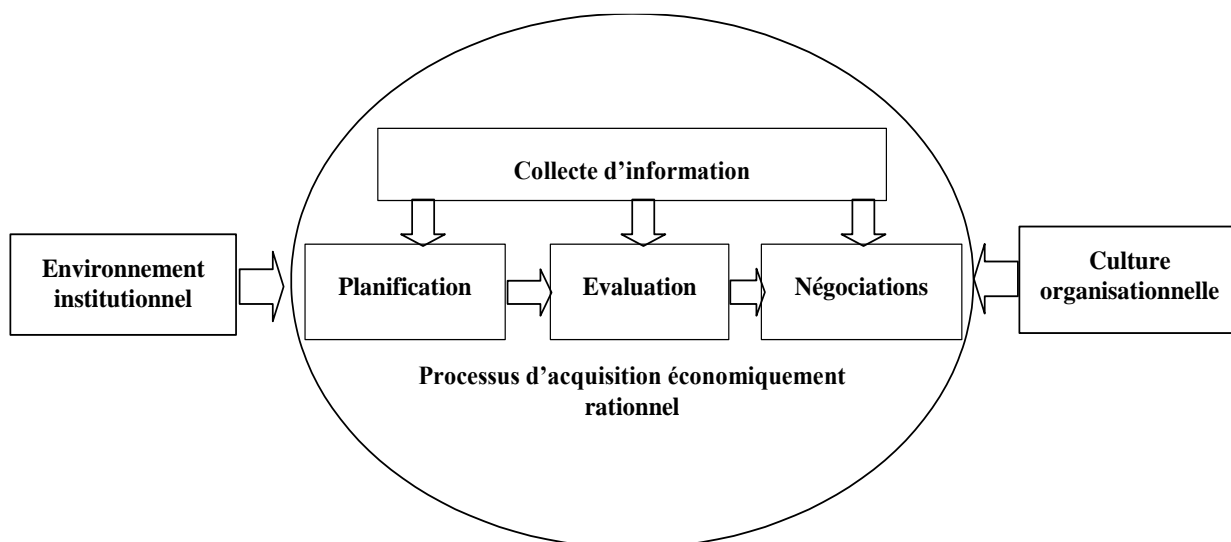 Collecte d’information
Environnement
institutionnel
Planification
Evaluation
Négociations
Culture
organisationnelle
Processus d’acquisition économiquement
rationnel